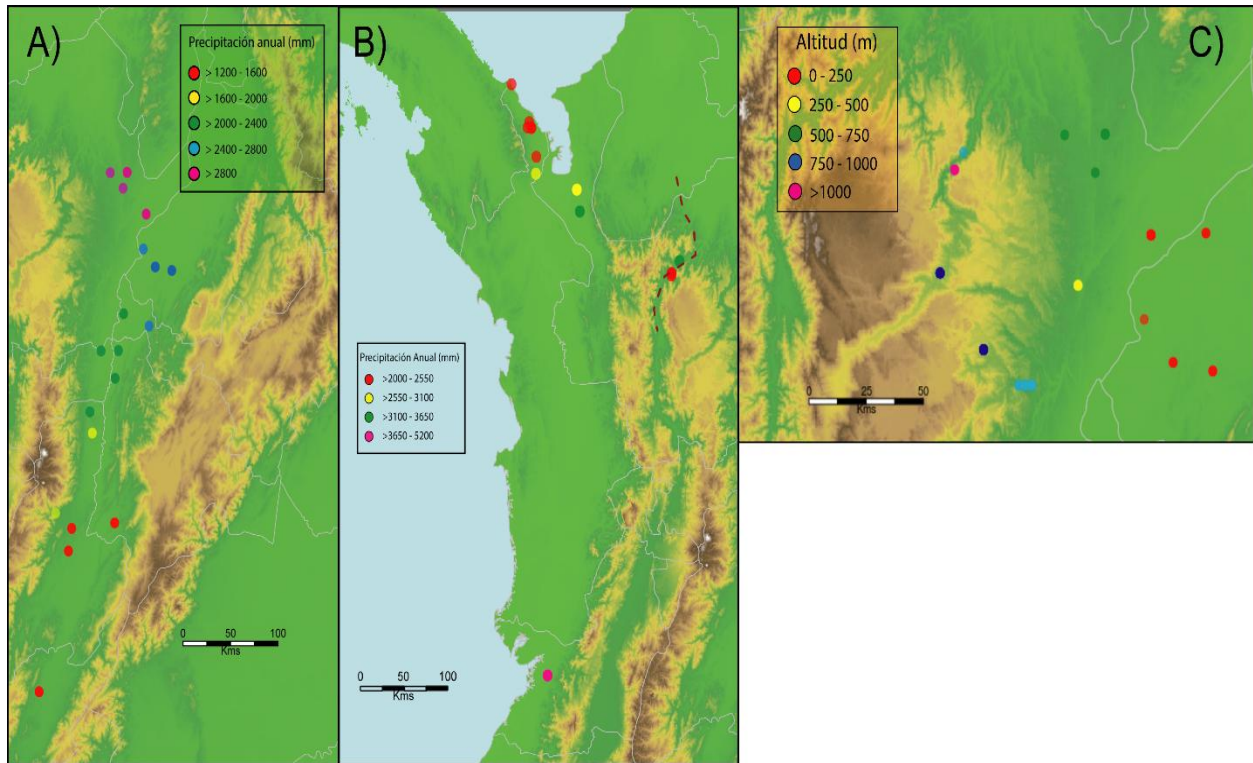 A)
Precipitación anual (mm)
> 1200 - 1600
> 1600 - 2000
> 2000 - 2400
> 2400 - 2800
> 2800
0 50 100
Kms
B)
Precipitación Anual (mm)
>2000 - 2550
>2550 - 3100
>3100 - 3650
>3650 - 5200
0 50 100
Kms
C)
Altitud (m)
0 - 250
250 - 500
500 - 750
750 - 1000
>1000
0 25 50
Kms